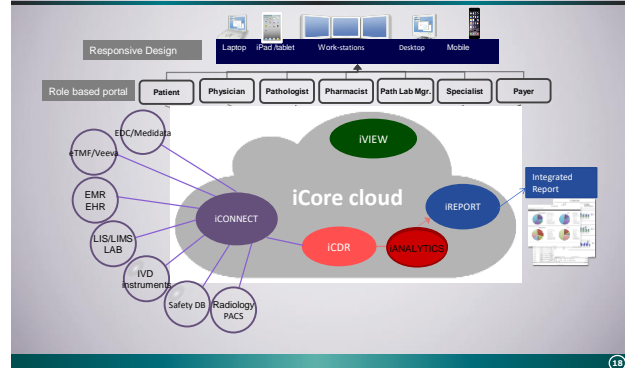 Responsive Design
Laptop iPad /tablet Work-stations Desktop Mobile
Role based portal
Patient Physician Pathologist Pharmacist Path Lab Mgr. Specialist Payer
EDC/Medidata
eTMF/Veeva
EMR
EHR
LIS/LIMS
LAB
IVD
instruments
Safety DB
Radiology
PACS
iVIEW
iCore cloud
iCONNECT
iCDR
iANALYTICS
iREPORT
Integrated
Report
18